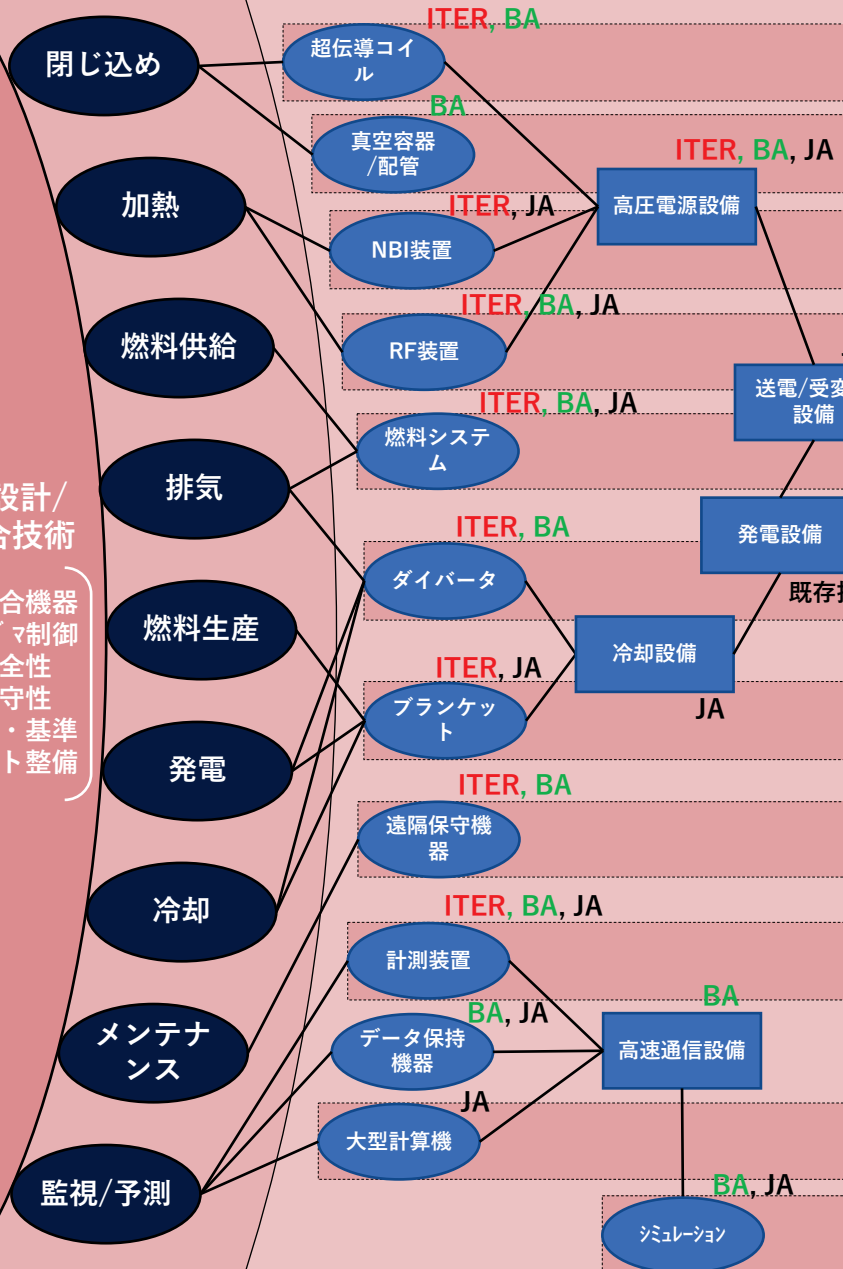 ITER, BA
閉じ込め
超伝導コイ
ル
BA
真空容器
/配管
ITER, BA, JA
加熱
ITER, JA
高圧電源設備
NBI装置
ITER, BA, JA
燃料供給
RF装置
送電/受変
設備
ITER, BA, JA
燃料システ
ム
排気
設計/
合技術
ITER, BA
発電設備
ダイバータ
既存技
合機器
マ制御
全性
守性
・基準
ト整備
燃料生産
冷却設備
ITER, JA
ブランケッ
ト
JA
発電
ITER, BA
遠隔保守機
器
冷却
ITER, BA, JA
計測装置
BA
BA, JA
メンテナ
ンス
データ保持
機器
高速通信設備
JA
大型計算機
監視/予測
BA, JA
ｼﾐｭﾚｰｼｮﾝ